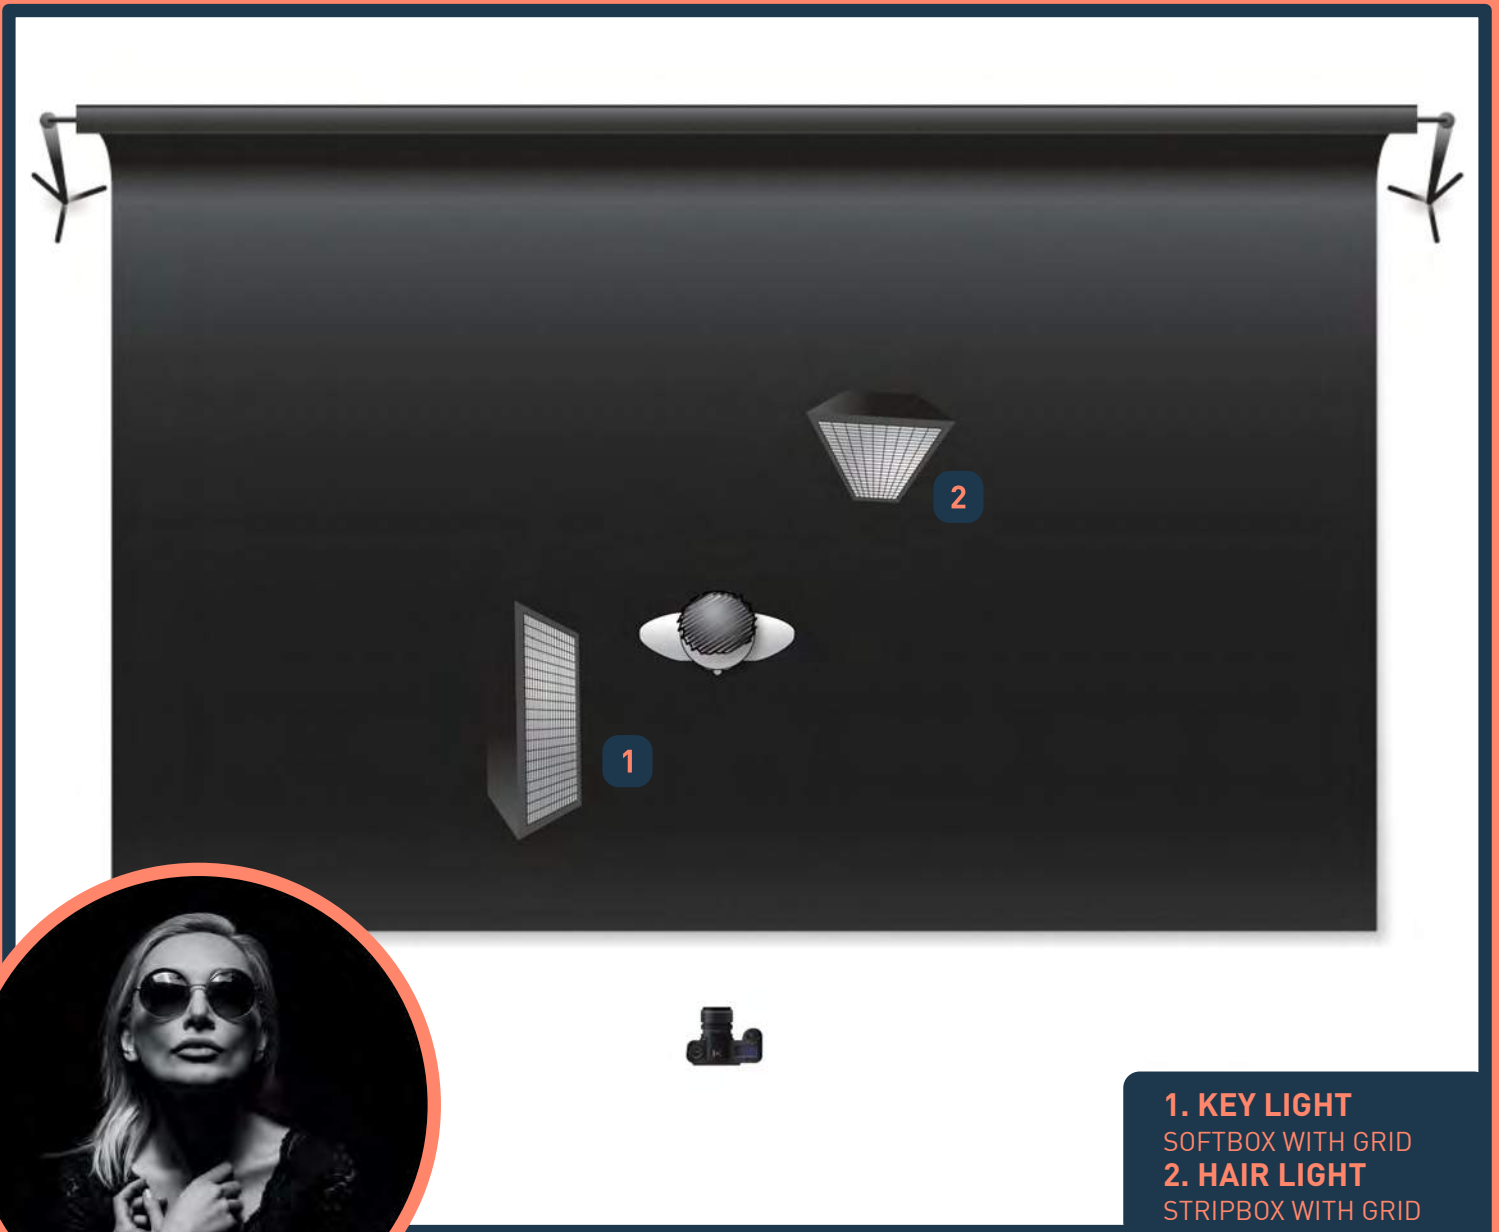 2
1
1. KEY LIGHT
SOFTBOX WITH GRID
2. HAIR LIGHT
STRIPBOX WITH GRID